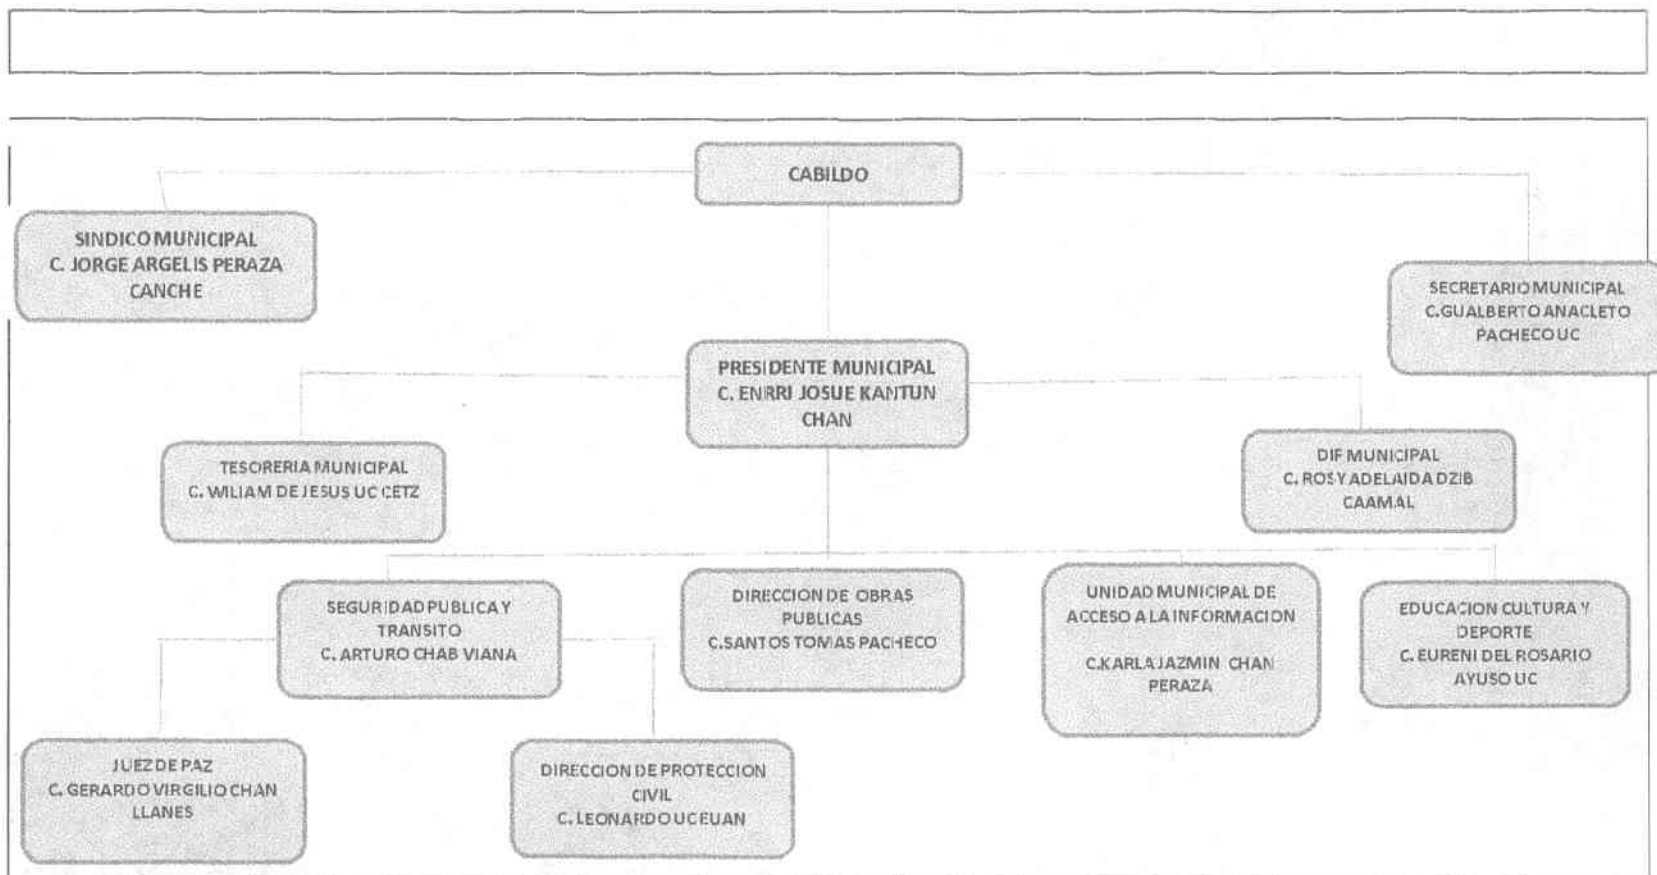 CABILDO
SINDICO MUNICIPAL
C. JORGE ARGELIS PERAZA
CANCHE
SECRETARIO MUNICIPAL
C.GUALBERTO ANACLETO
PACHECO UC
PRESIDENTE MUNICIPAL
C. ENRRI JOSUE KANTUN
CHAN
TESORERIA MUNICIPAL
C. WILIAM DE JESUS UC CETZ
DIF MUNICIPAL
C. ROSY ADELAIDA DZIB
CAAMAL
SEGURIDAD PUBLICA Y
TRANSITO
C. ARTURO CHAB VIANA
DIRECCION DE OBRAS
PUBLICAS
C.SANTOS TOMAS PACHECO
UNIDAD MUNICIPAL DE
ACCESO A LA INFORMACION
C.KARLA JAZMIN CHAN
PERAZA
EDUCACION CULTURA Y
DEPORTE
C. EURENI DEL ROSARIO
AYUSO UC
JUEZ DE PAZ
C. GERARDO VIRGILIO CHAN
LLANES
DIRECCION DE PROTECCION
CIVIL
C. LEONARDO UC EUAN